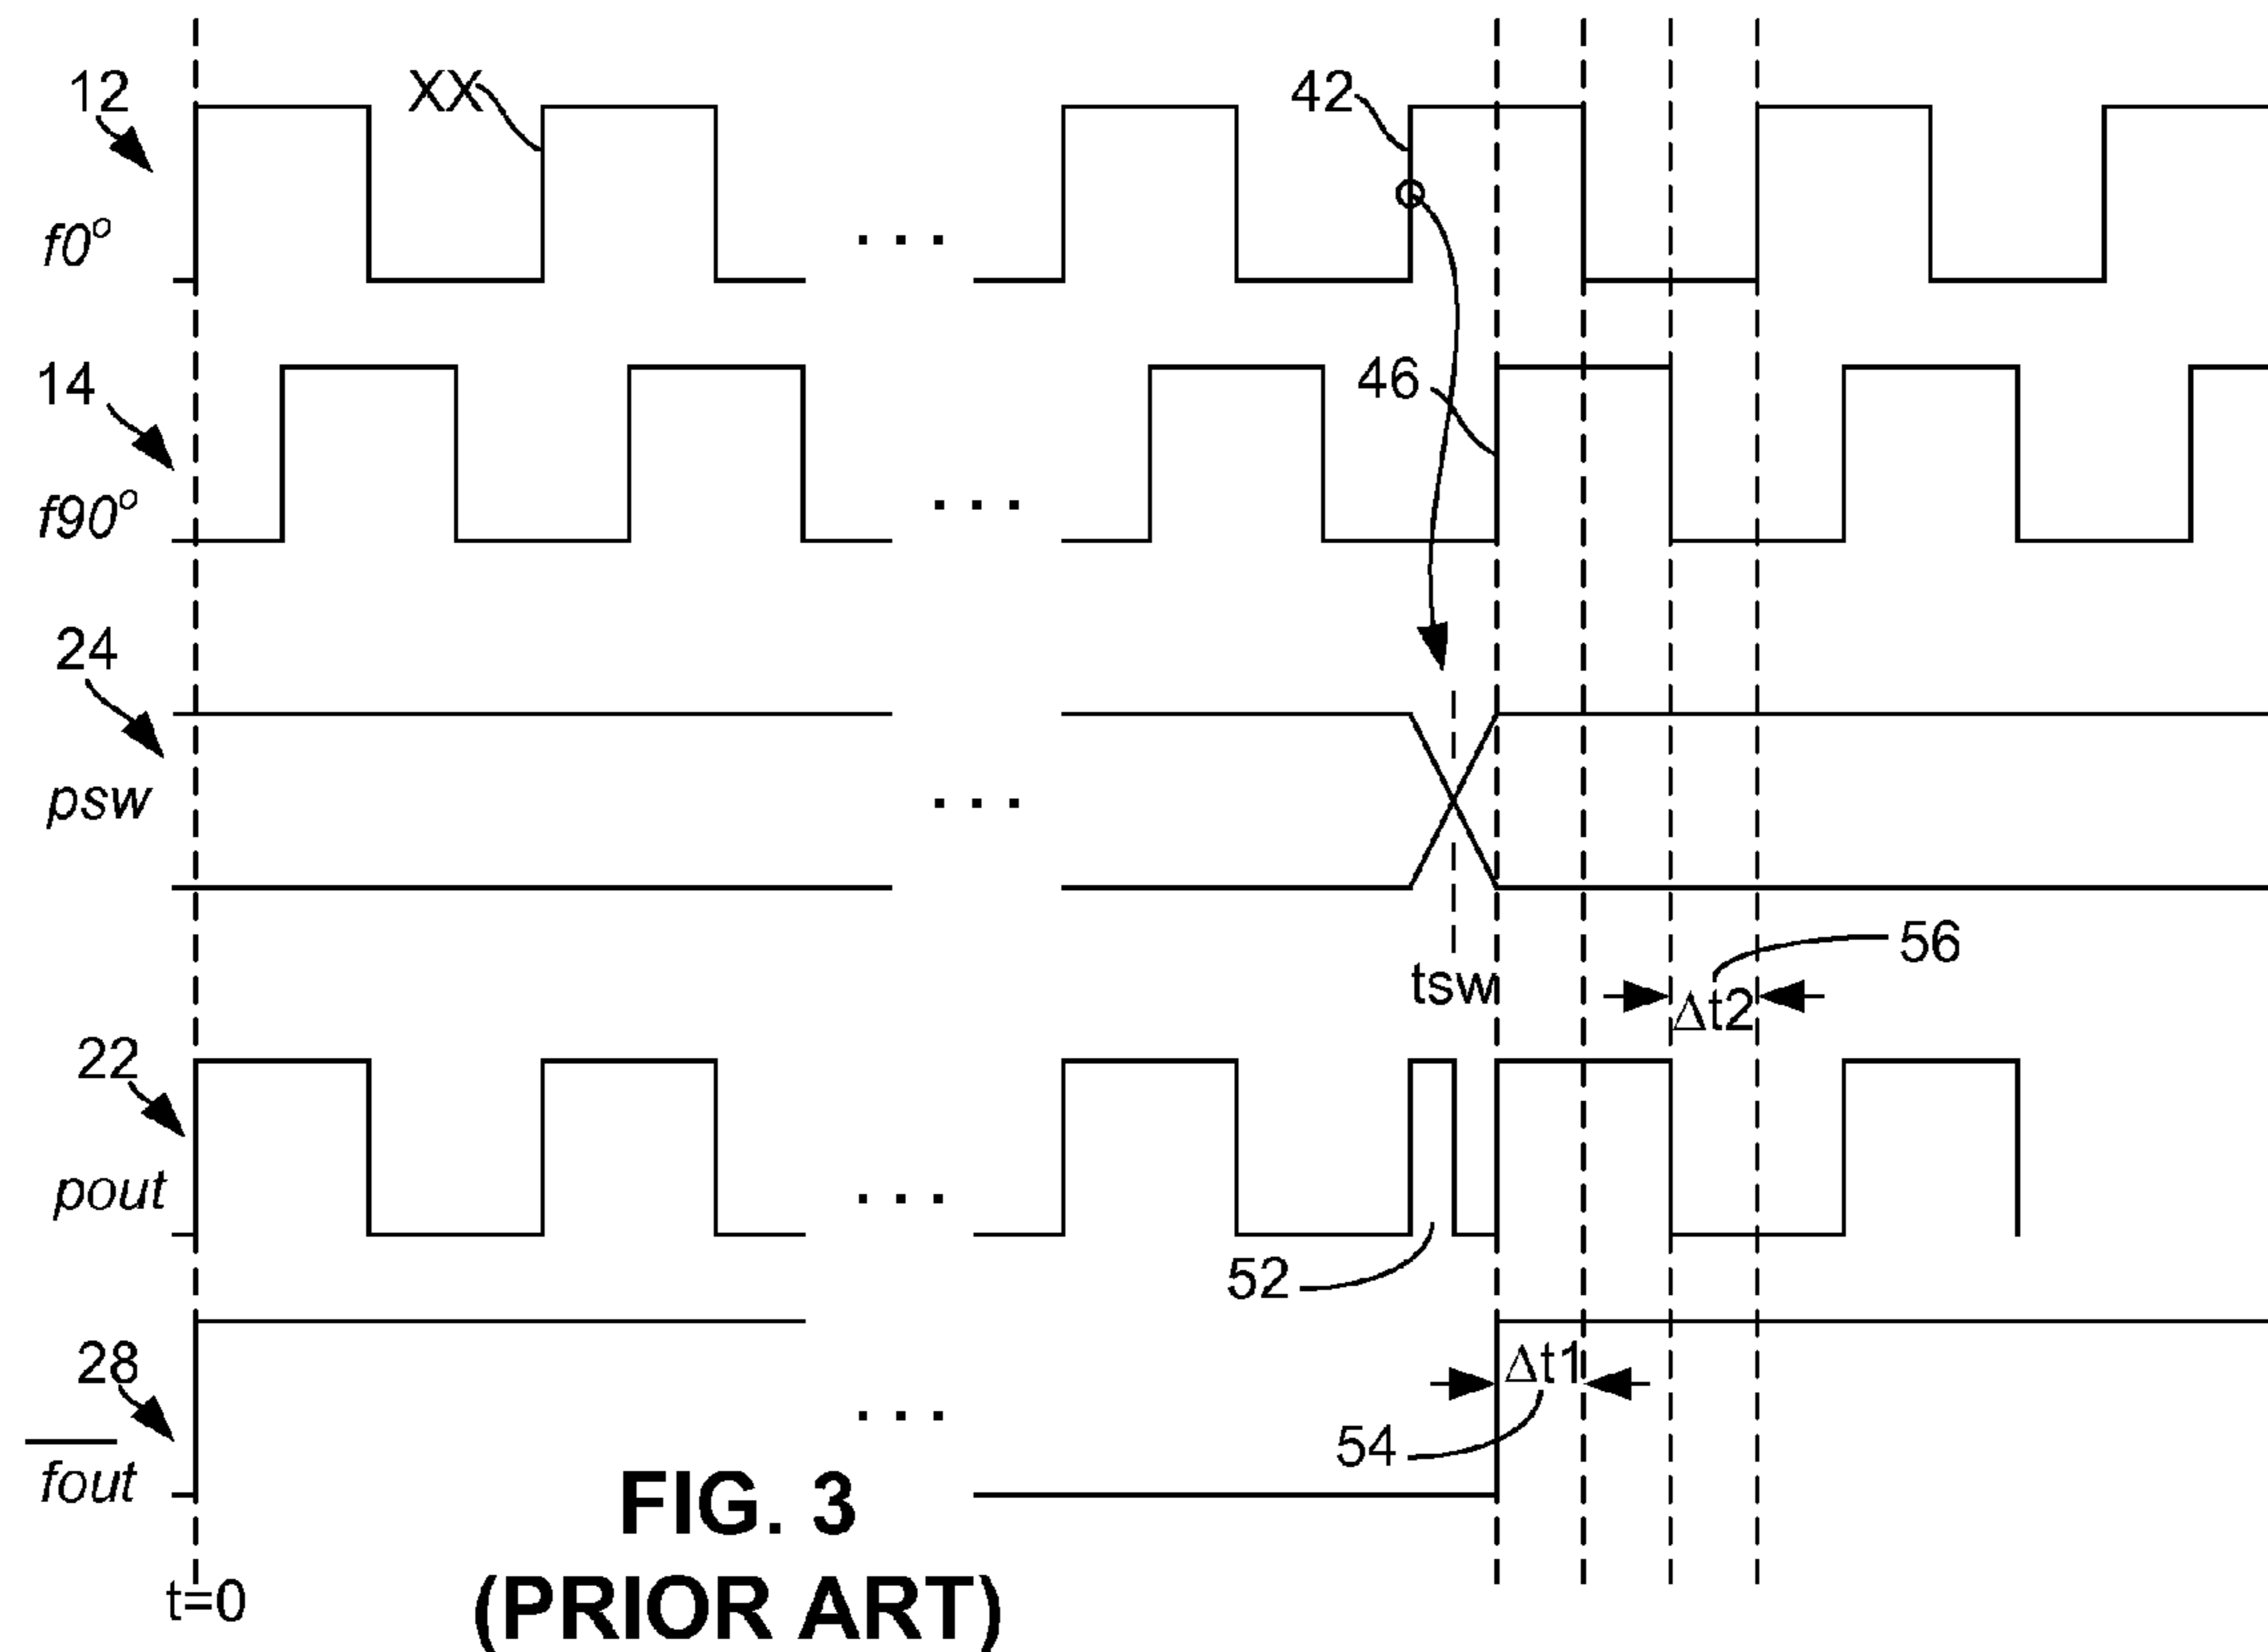 12
XX
42
f0°
14
46
f90°
24
psw
56
tsw
Δt2
22
pout
52
28
Δt1
54
fout
FIG. 3
(PRIOR ART)
t=0